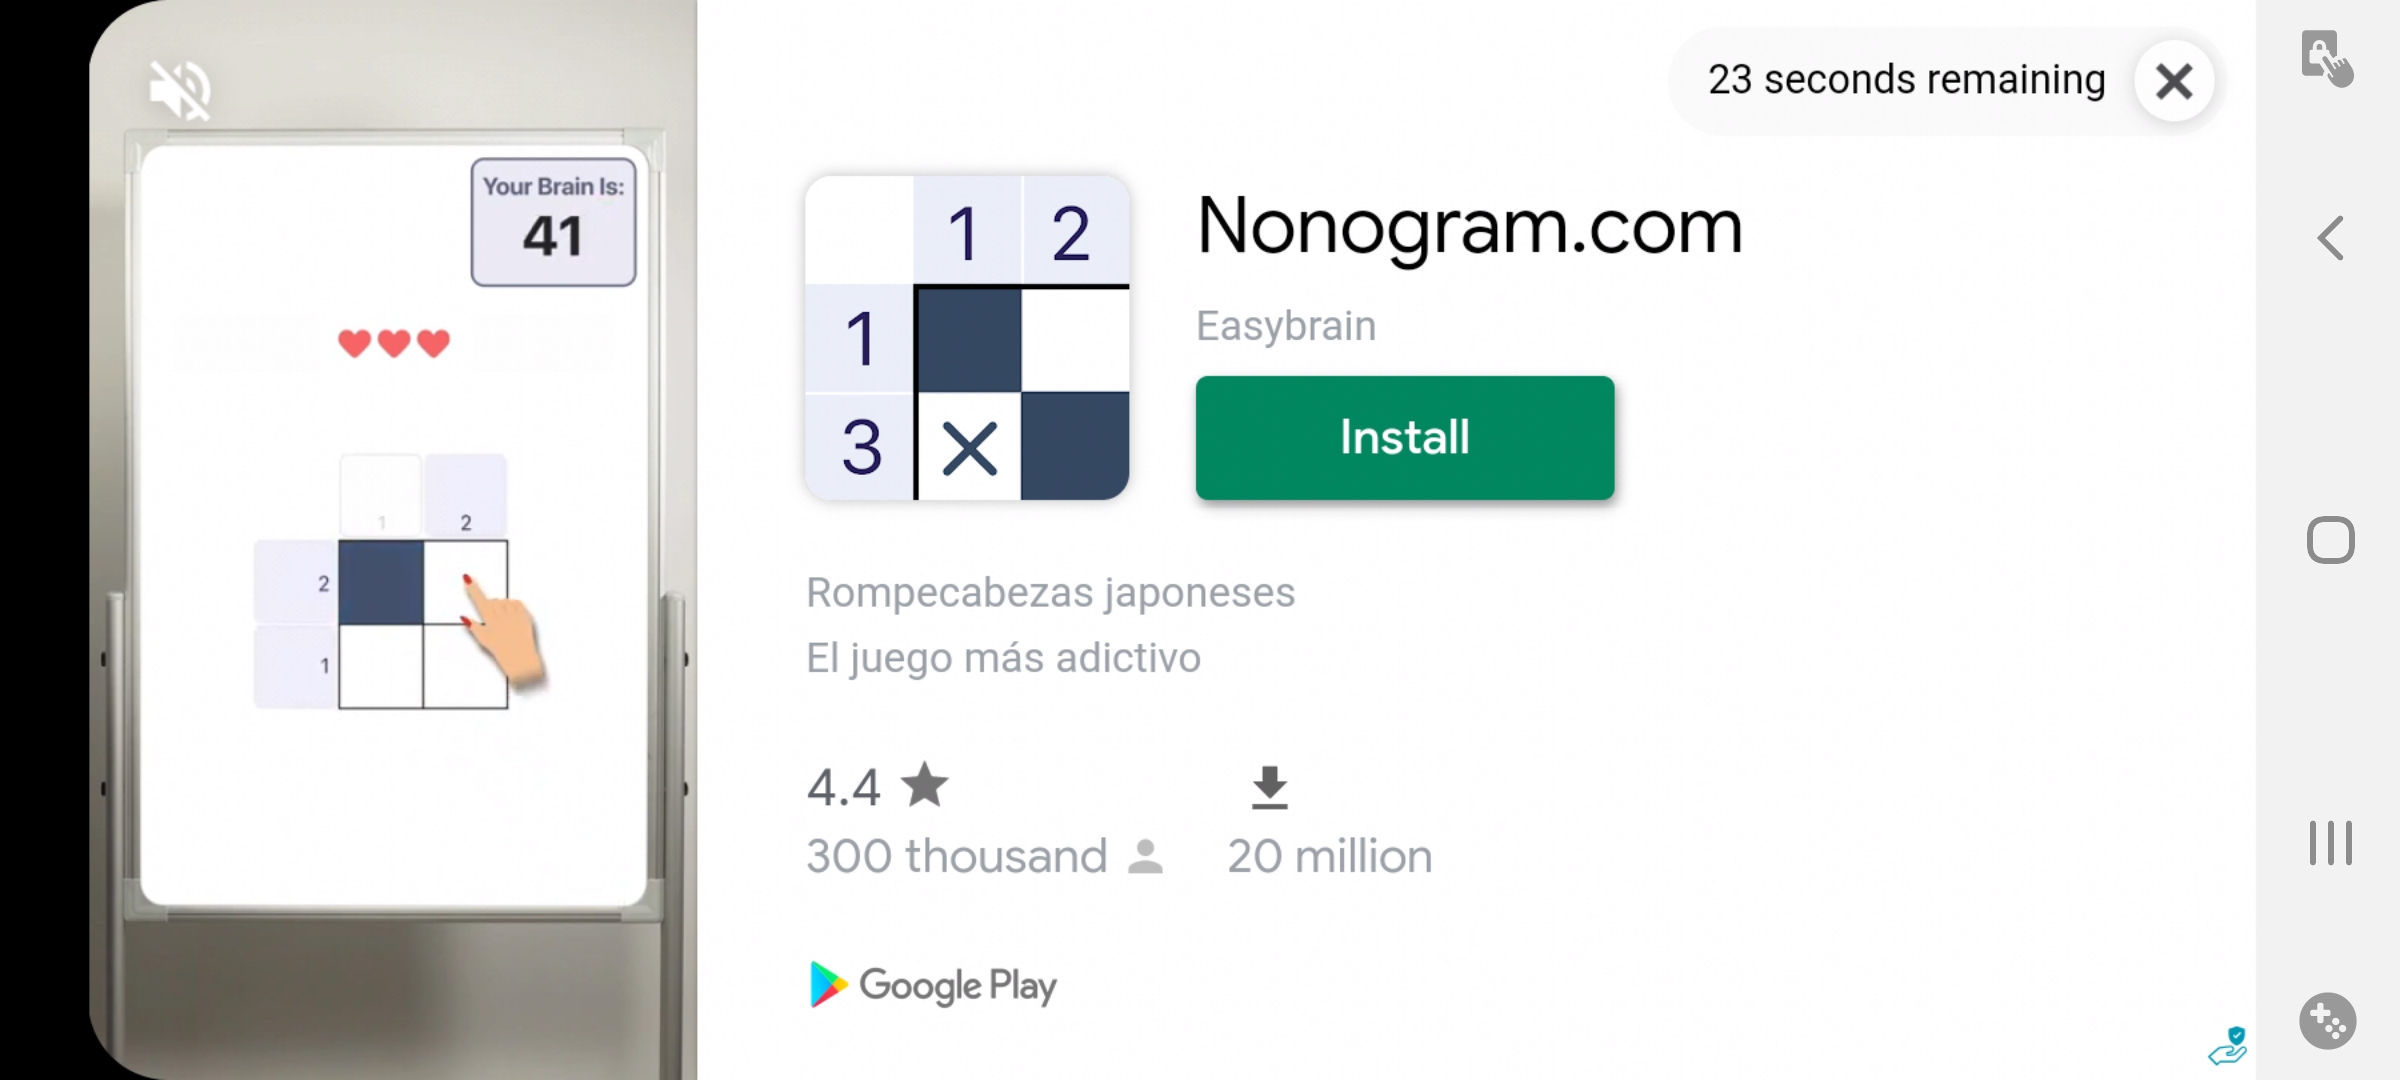 Your Brain Is:
41
1
2
2
1
23 seconds remaining
1 2
1
3
Nonogram.com
Easybrain
Install
Rompecabezas japoneses
El juego más adictivo
4.4
300 thousand
20 million
Google Play